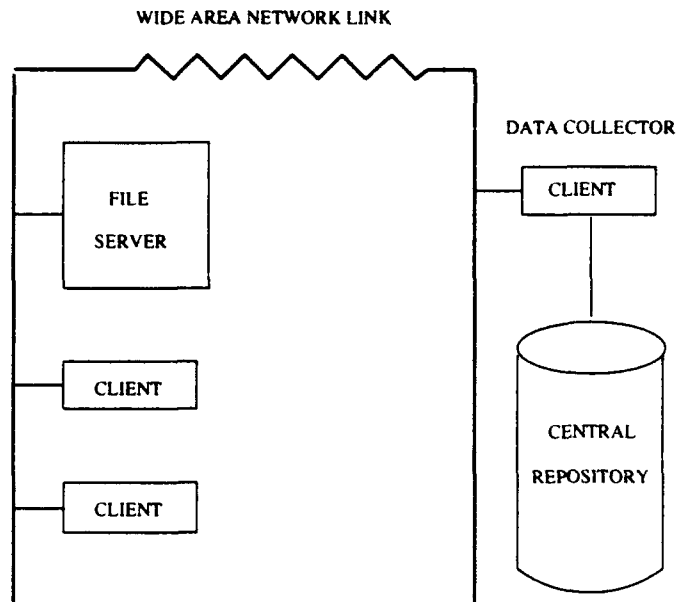 WIDE AREA NETWORK LINK
DATA COLLECTOR
CLIENT
FILE
SERVER
CLIENT
CENTRAL
REPOSITORY
CLIENT